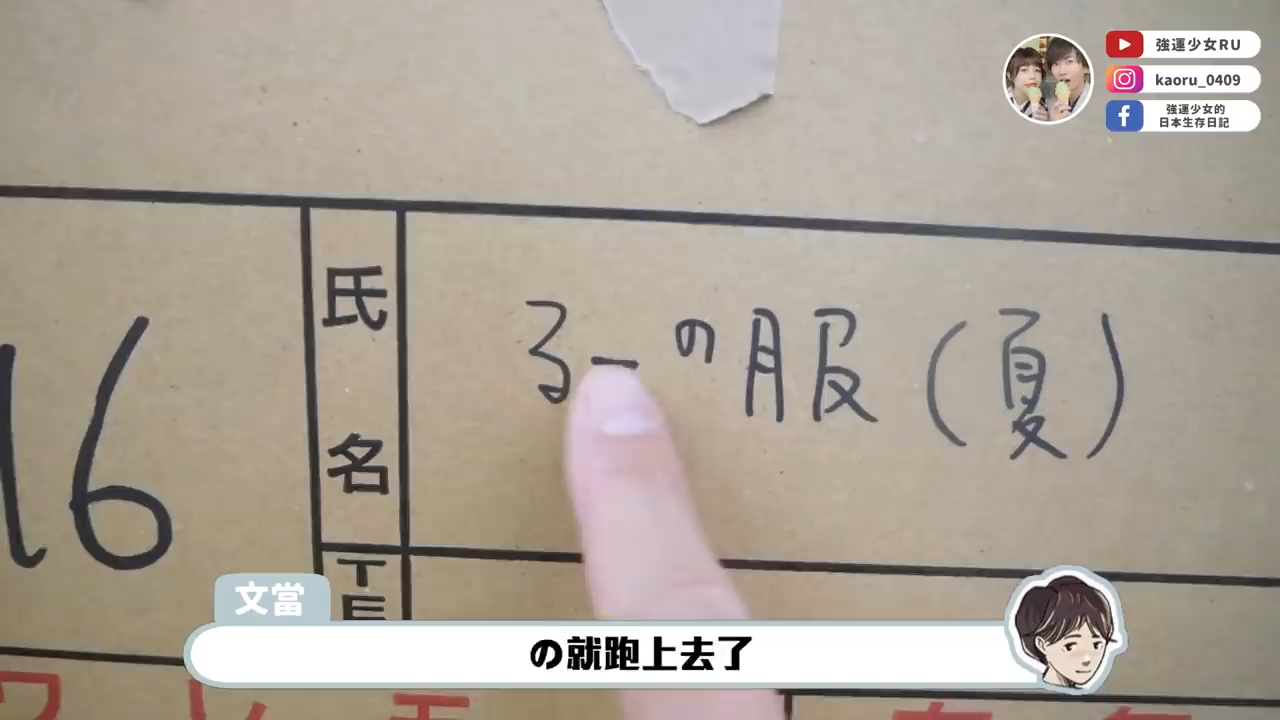 強運少女RU
kaoru_0409
強運少女的
日本生存日記
氏名
るーの服(夏)
16
TE
文當
の就跑上去了